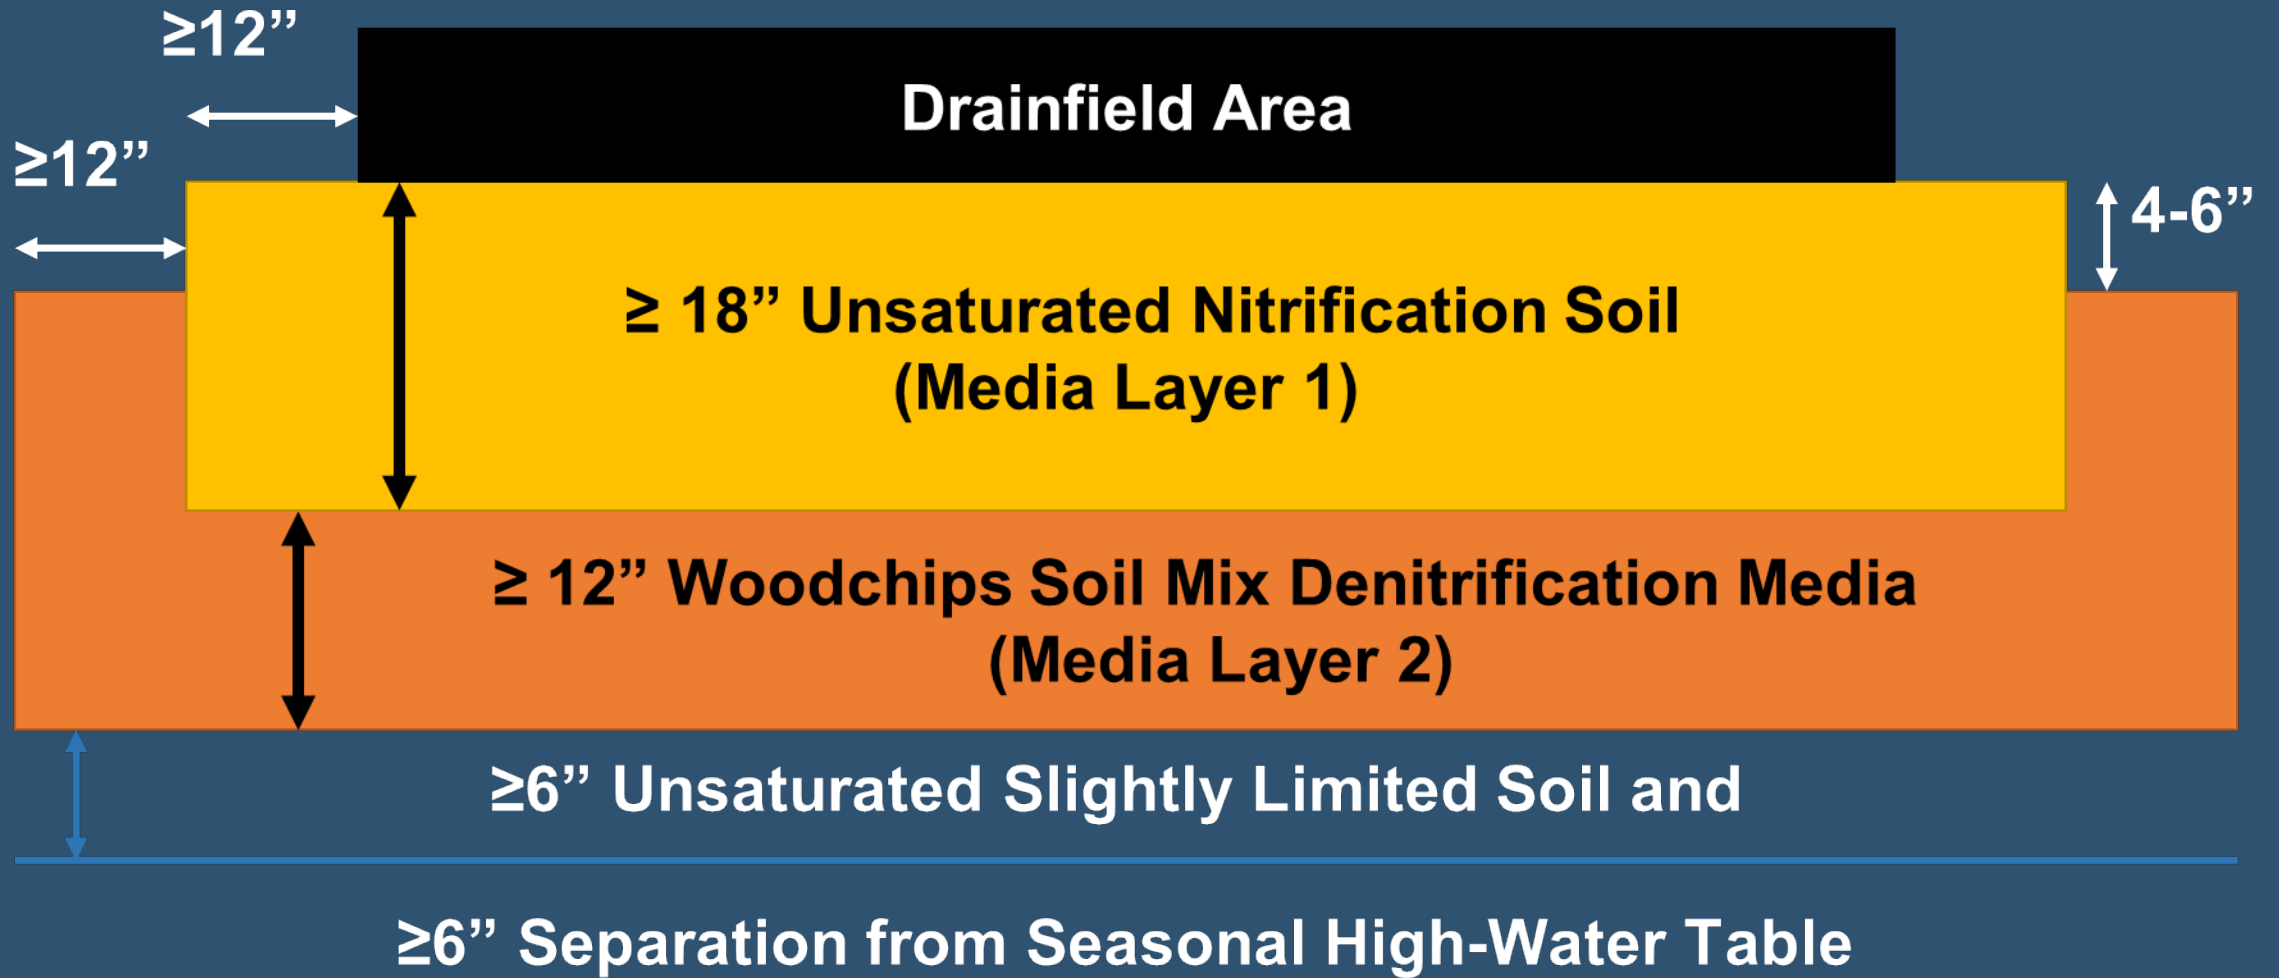 ≥12”
Drainfield Area
≥12”
4-6”
≥ 18” Unsaturated Nitrification Soil
(Media Layer 1)
≥ 12” Woodchips Soil Mix Denitrification Media
(Media Layer 2)
≥6” Unsaturated Slightly Limited Soil and
≥6” Separation from Seasonal High-Water Table